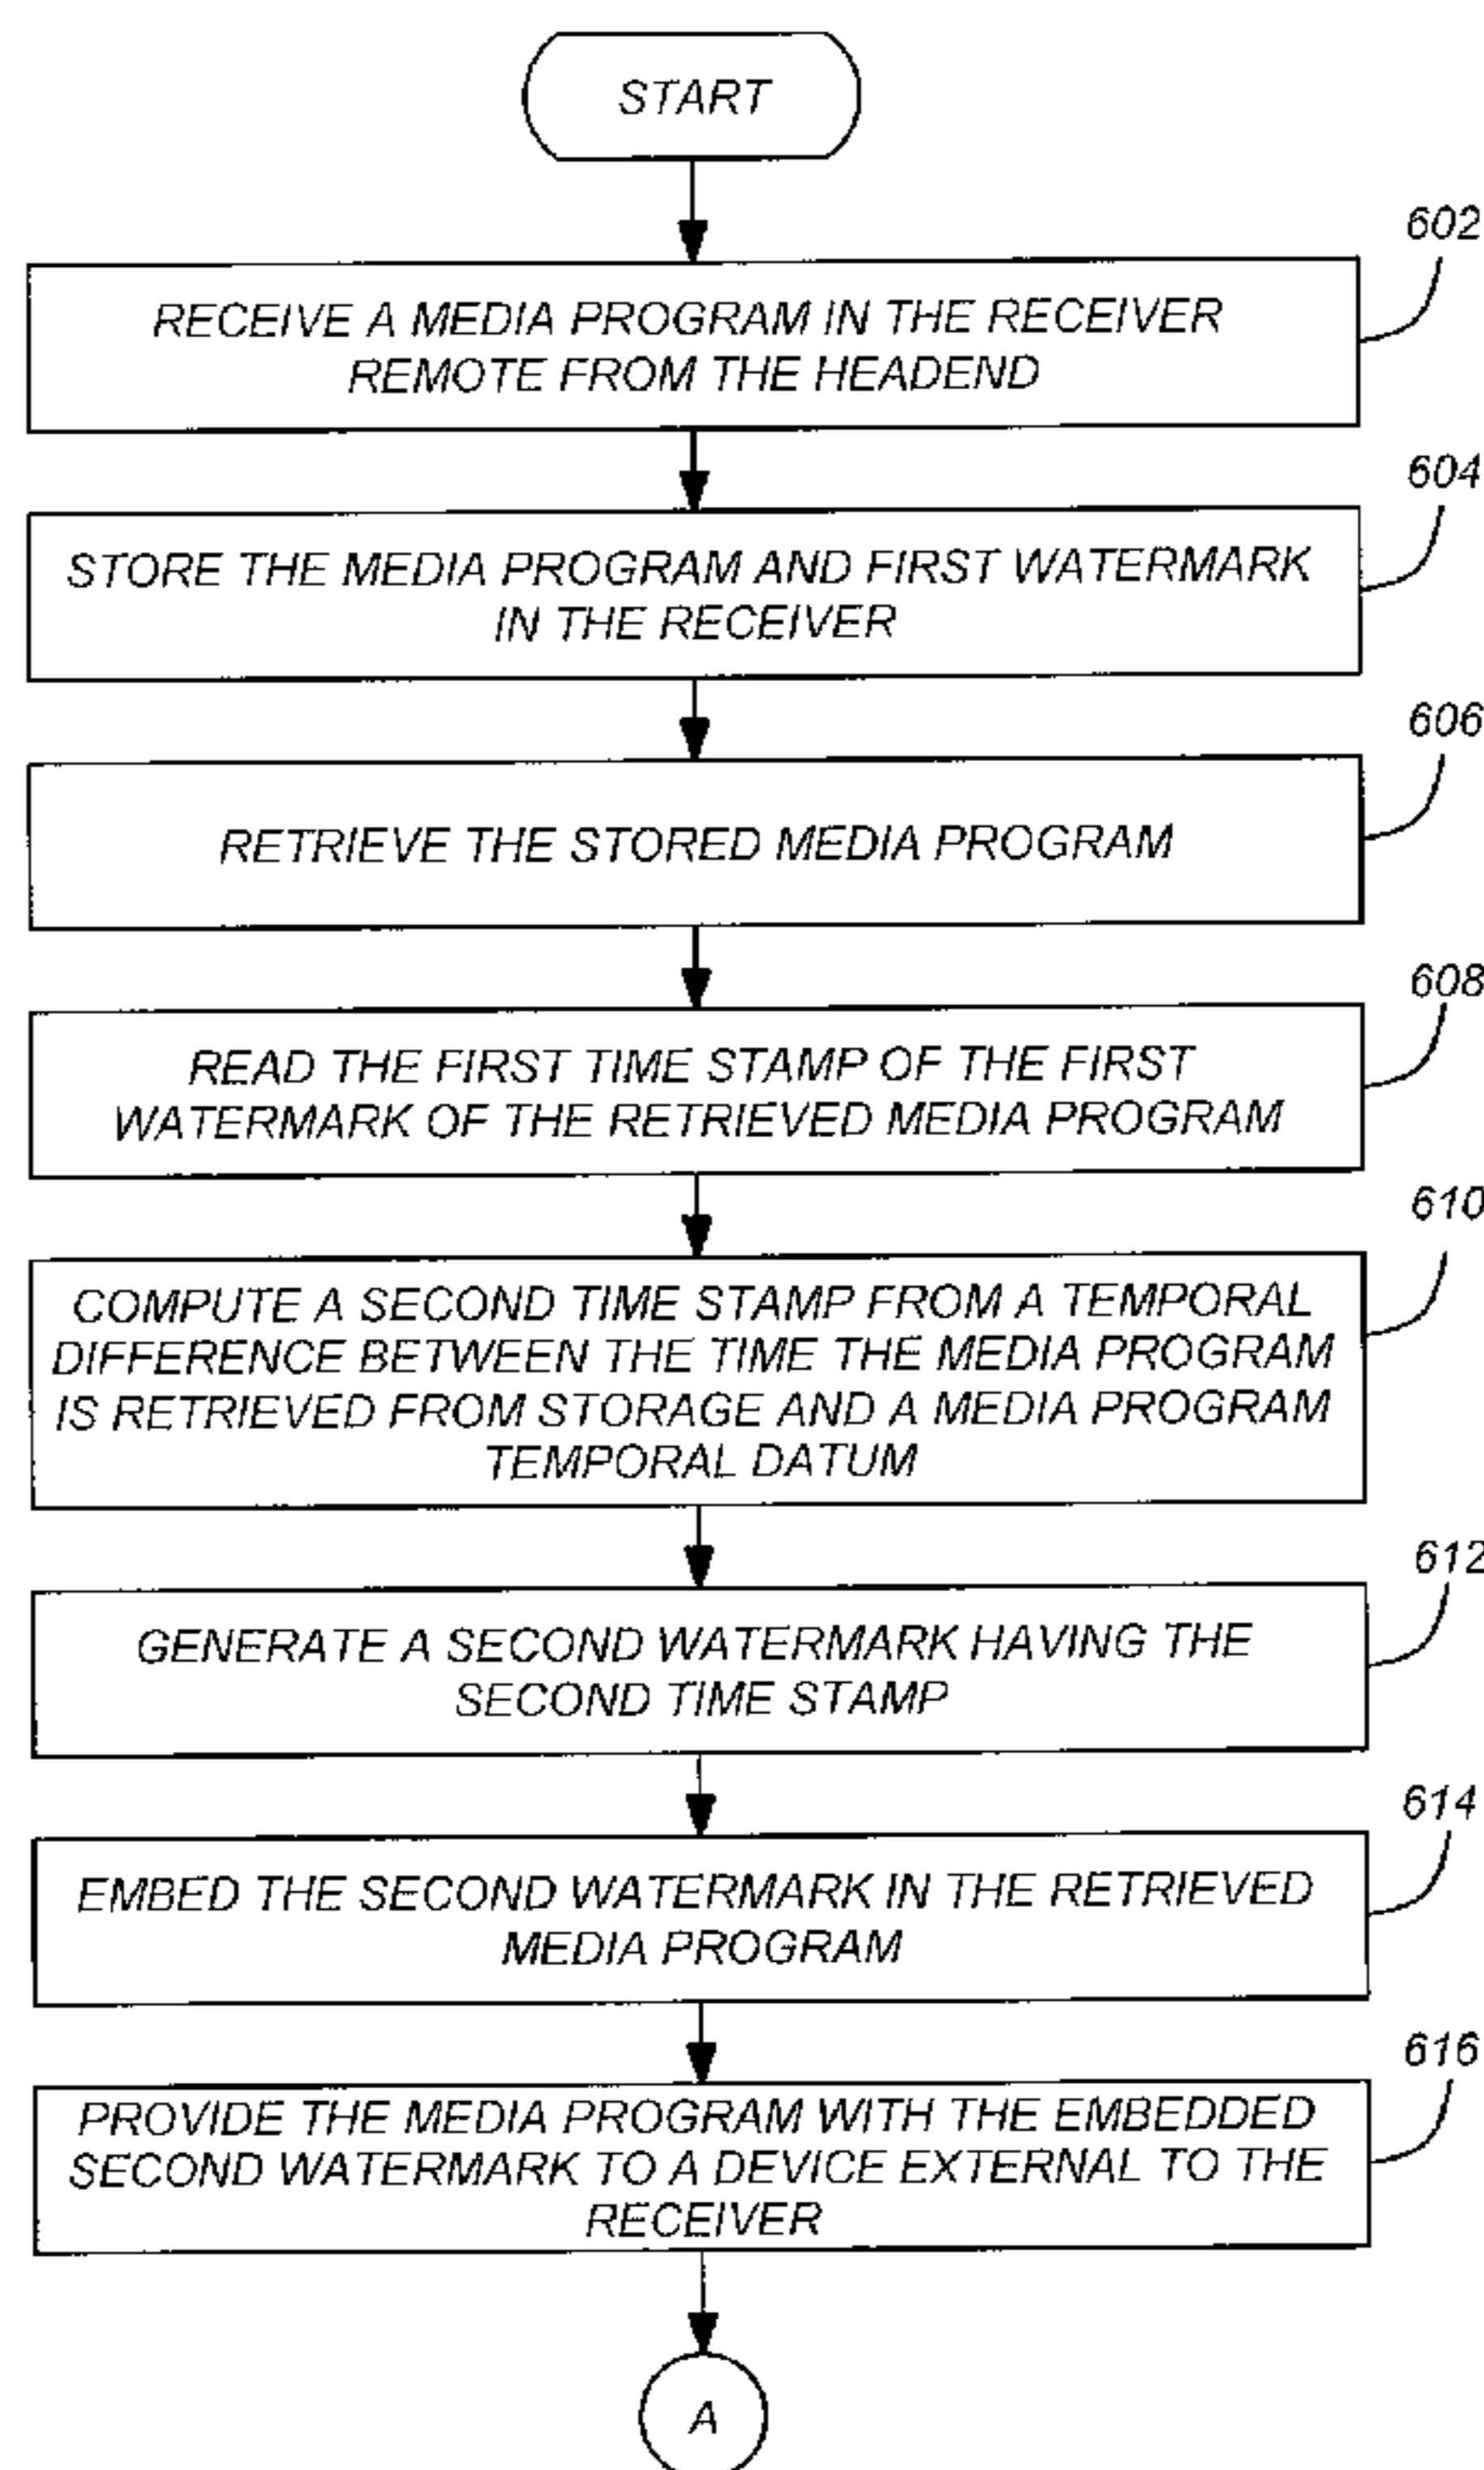 START
602
RECEIVE A MEDIA PROGRAM IN THE RECEIVER
REMOTE FROM THE HEADEND
604
STORE THE MEDIA PROGRAM AND FIRST WATERMARK
IN THE RECEIVER
606
RETRIEVE THE STORED MEDIA PROGRAM
608
READ THE FIRST TIME STAMP OF THE FIRST
WATERMARK OF THE RETRIEVED MEDIA PROGRAM
610
COMPUTE A SECOND TIME STAMP FROM A TEMPORAL
DIFFERENCE BETWEEN THE TIME THE MEDIA PROGRAM
IS RETRIEVED FROM STORAGE AND A MEDIA PROGRAM
TEMPORAL DATUM
612
GENERATE A SECOND WATERMARK HAVING THE
SECOND TIME STAMP
614
EMBED THE SECOND WATERMARK IN THE RETRIEVED
MEDIA PROGRAM
616
PROVIDE THE MEDIA PROGRAM WITH THE EMBEDDED
SECOND WATERMARK TO A DEVICE EXTERNAL TO THE
RECEIVER
A